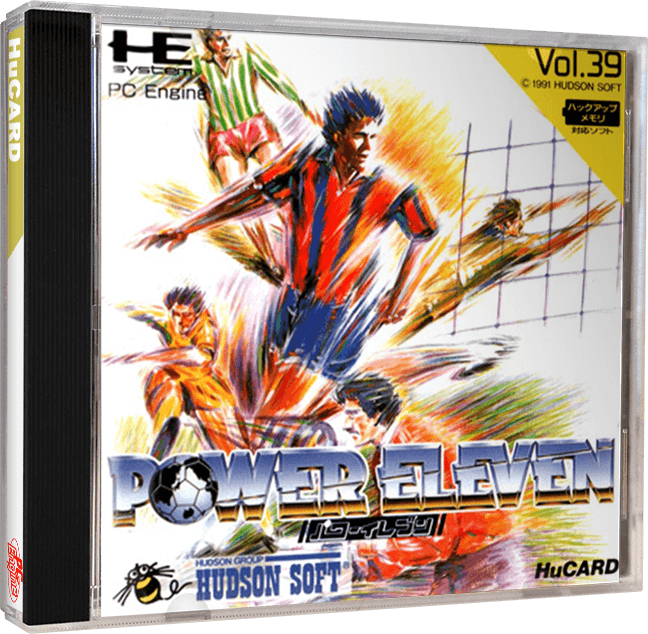 HuCARD
HE
system
PC Engine
Vol.39
© 1991 HUDSON SOFT
バックアップ
メモリ
対応ソフト
POWER ELEVEN
パワーイレブン
HUDSON GROUP
HUDSON SOFT®
HuCARD
PC Engine